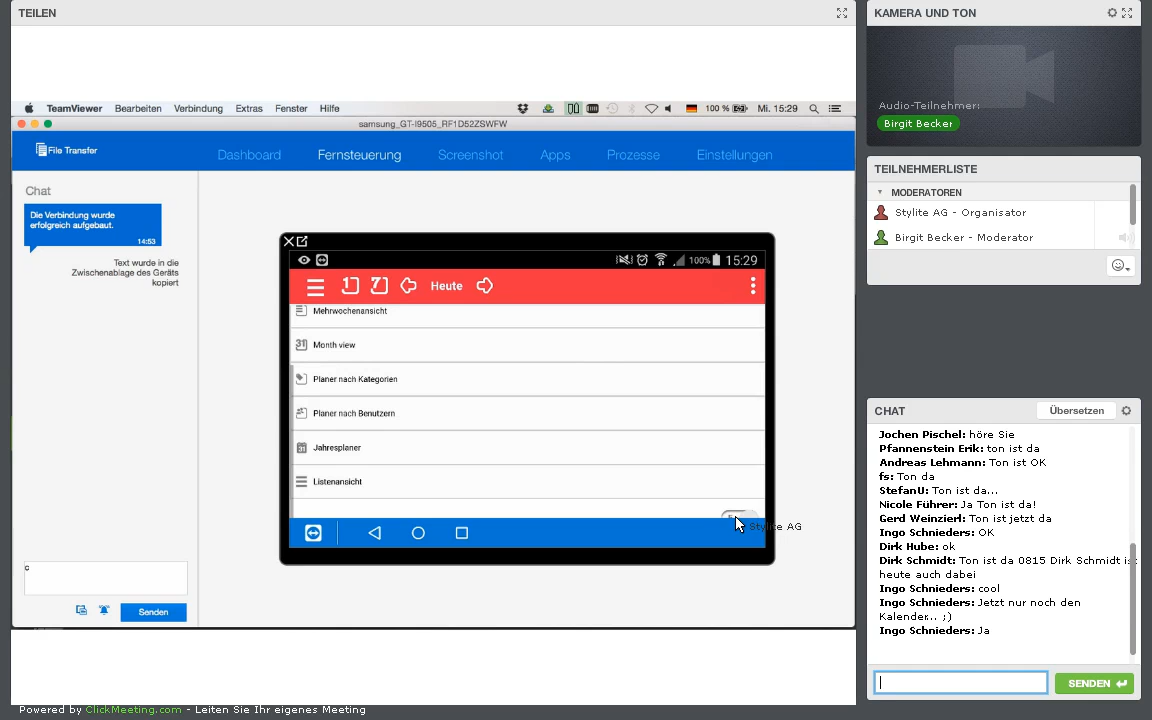 TEILEN
TeamViewer Bearbeiten Verbindung Extras Fenster Hilfe
100 % Mi. 15:29
samsung_GT-I9505_RF1D52ZSWFW
File Transfer
Dashboard Fernsteuerung Screenshot Apps Prozesse Einstellungen
Chat
Die Verbindung wurde
erfolgreich aufgebaut.
14:53
Text wurde in die
Zwischenablage des Geräts
kopiert
c
Senden
100% 15:29
1 7 Heute
Mehrwochenansicht
31 Month view
Planer nach Kategorien
Planer nach Benutzern
31 Jahresplaner
Listenansicht
Stylite AG
Powered by ClickMeeting.com - Leiten Sie Ihr eigenes Meeting
KAMERA UND TON
Audio-Teilnehmer:
Birgit Becker
TEILNEHMERLISTE
MODERATOREN
Stylite AG - Organisator
Birgit Becker - Moderator
CHAT
Übersetzen
Jochen Pischel: höre Sie
Pfannenstein Erik: ton ist da
Andreas Lehmann: Ton ist OK
fs: Ton da
StefanU: Ton ist da...
Nicole Führer: Ja Ton ist da!
Gerd Weinzierl: Ton ist jetzt da
Ingo Schnieders: OK
Dirk Hube: ok
Dirk Schmidt: Ton ist da 0815 Dirk Schmidt ist
heute auch dabei
Ingo Schnieders: cool
Ingo Schnieders: Jetzt nur noch den
Kalender... ;)
Ingo Schnieders: Ja
SENDEN